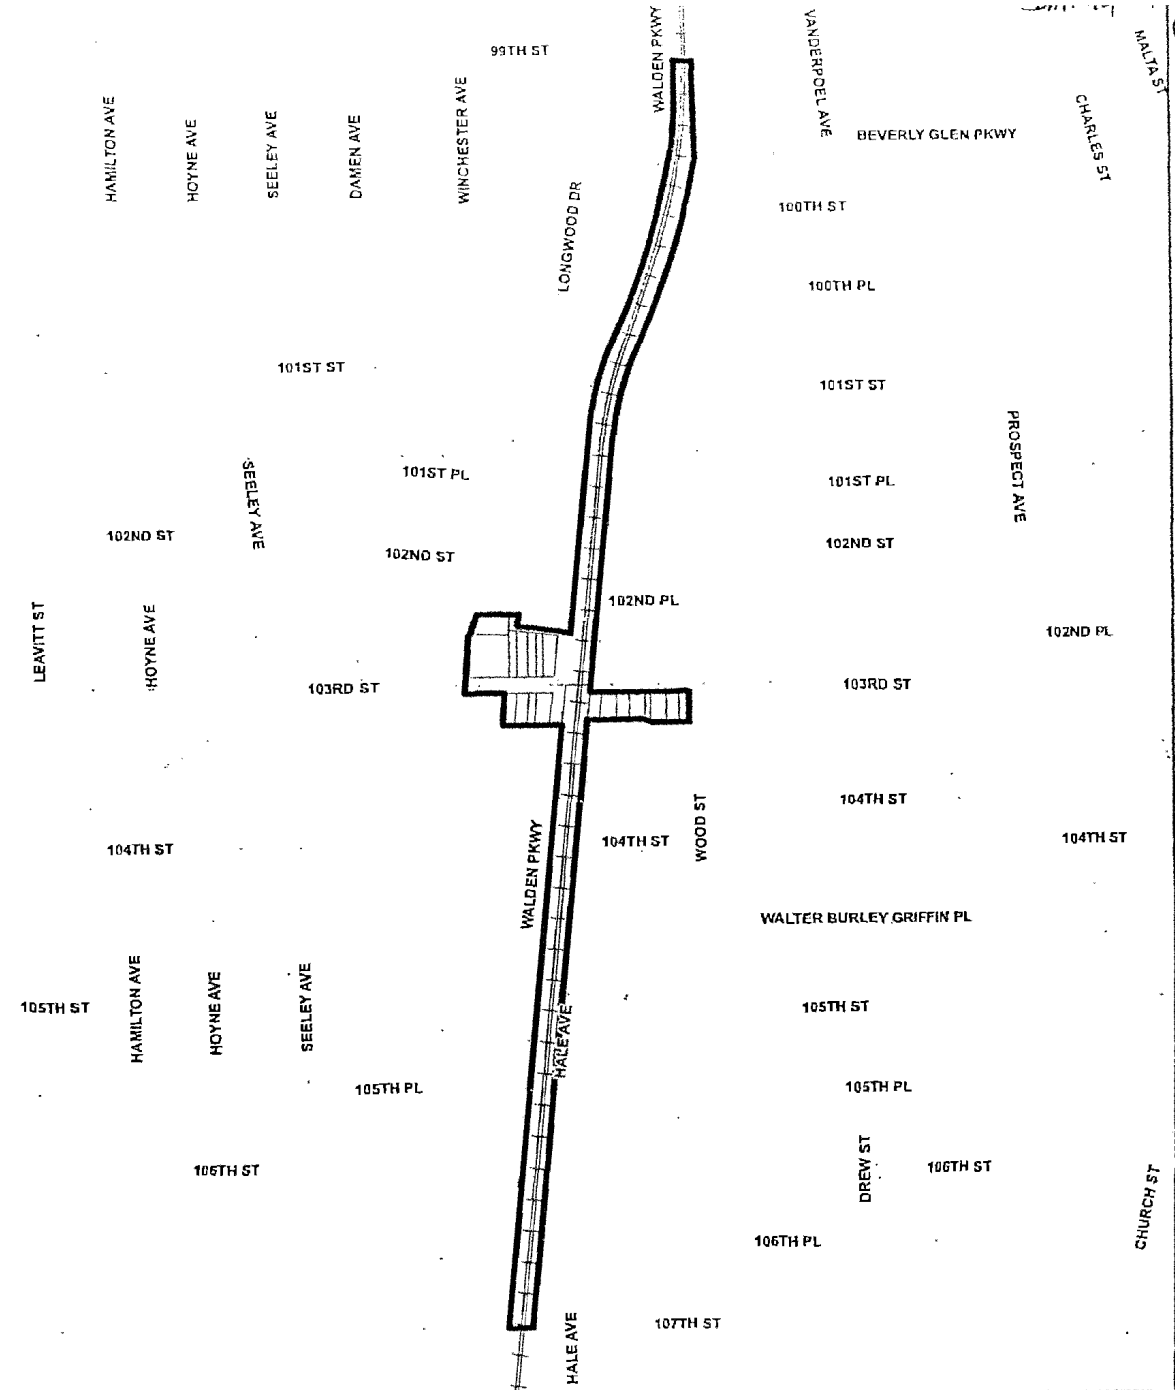 WALDEN PKWY
VANDERPOEL AVE
MALTA ST
99TH ST
HAMILTON AVE
HOYNE AVE
SEELEY AVE
DAMEN AVE
WINCHESTER AVE
CHARLES ST
BEVERLY GLEN PKWY
LONGWOOD DR
100TH ST
100TH PL
101ST ST
101ST ST
PROSPECT AVE
SEELEY AVE
101ST PL
101ST PL
102ND ST
102ND ST
102ND ST
LEAVITT ST
HOYNE AVE
102ND PL
102ND PL
103RD ST
103RD ST
104TH ST
WOOD ST
104TH ST
104TH ST
104TH ST
WALDEN PKWY
WALTER BURLEY GRIFFIN PL
105TH ST
HAMILTON AVE
HOYNE AVE
SEELEY AVE
HALE AVE
105TH ST
105TH PL
105TH PL
106TH ST
DREW ST
106TH ST
CHURCH ST
106TH PL
HALE AVE
107TH ST